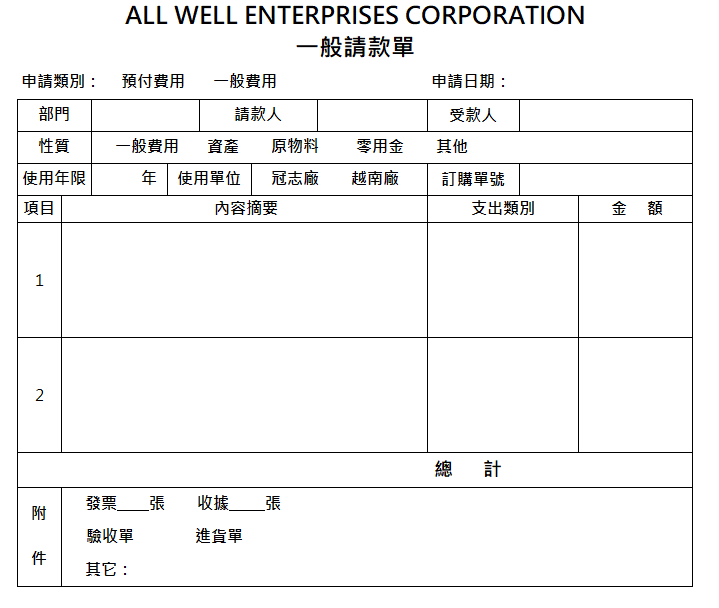 ALL WELL ENTERPRISES CORPORATION
一般請款單
申請類別： 預付費用 一般費用 申請日期：
部門 請款人 受款人
性質 一般費用 資產 原物料 零用金 其他
使用年限 年 使用單位 冠志廠 越南廠 訂購單號
項目 內容摘要 支出類別 金 額
1
2
總 計
附件
發票____張 收據____張
驗收單 進貨單
其它：